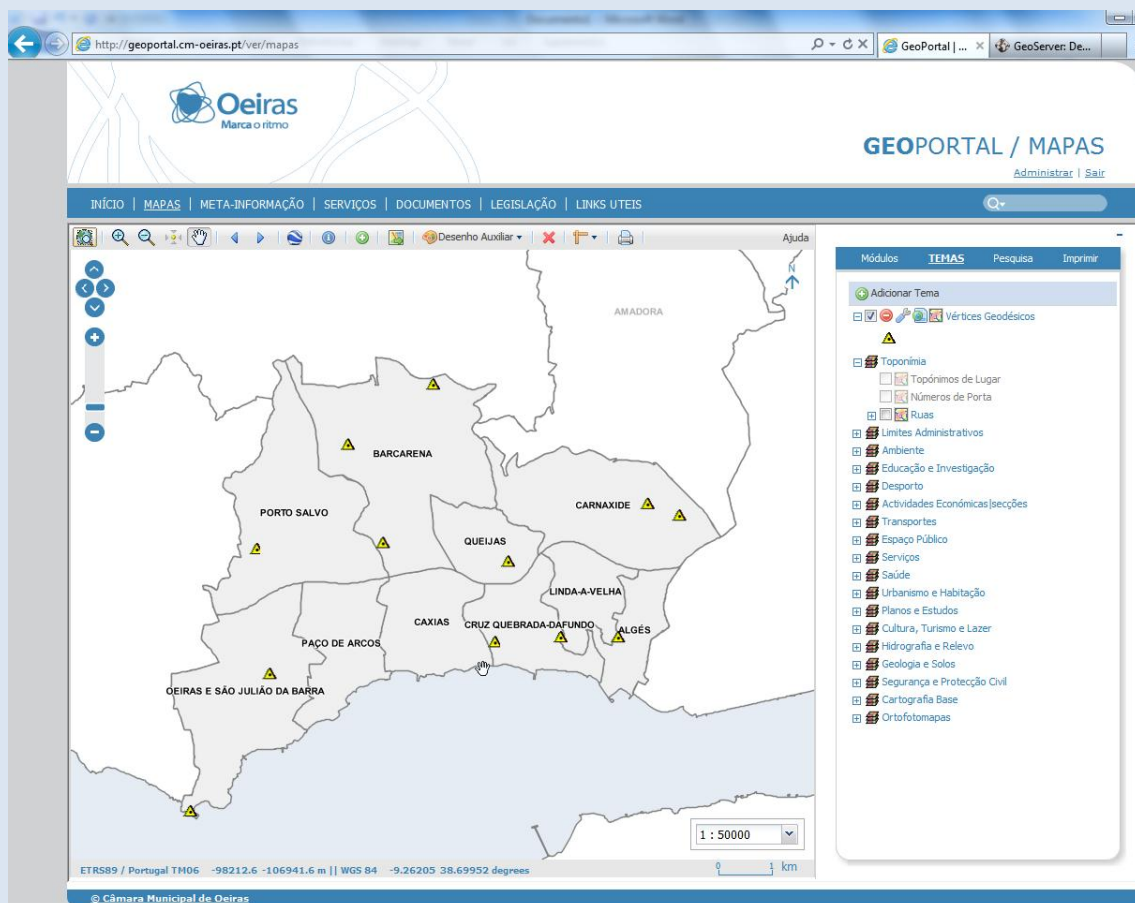 http://geoportal.cm-oeiras.pt/ver/mapas
GeoPortal | ...
GeoServer: De...
Oeiras
Marca o ritmo
GEOPORTAL / MAPAS
Administrar | Sair
INÍCIO | MAPAS | META-INFORMAÇÃO | SERVIÇOS | DOCUMENTOS | LEGISLAÇÃO | LINKS UTEIS
Desenho Auxiliar
Ajuda
N
AMADORA
BARCARENA
CARNAXIDE
PORTO SALVO
QUEIJAS
LINDA-A-VELHA
CAXIAS
CRUZ QUEBRADA-DAFUNDO
ALGÉS
PAÇO DE ARCOS
OEIRAS E SÃO JULIÃO DA BARRA
1 : 50000
ETRS89 / Portugal TM06 -98212.6 -106941.6 m || WGS 84 -9.26205 38.69952 degrees
0 1 km
Módulos TEMAS Pesquisa Imprimir
Adicionar Tema
Vértices Geodésicos
Toponímia
Topónimos de Lugar
Números de Porta
Ruas
Limites Administrativos
Ambiente
Educação e Investigação
Desporto
Actividades Económicas|secções
Transportes
Espaço Público
Serviços
Saúde
Urbanismo e Habitação
Planos e Estudos
Cultura, Turismo e Lazer
Hidrografia e Relevo
Geologia e Solos
Segurança e Protecção Civil
Cartografia Base
Ortofotomapas
© Câmara Municipal de Oeiras